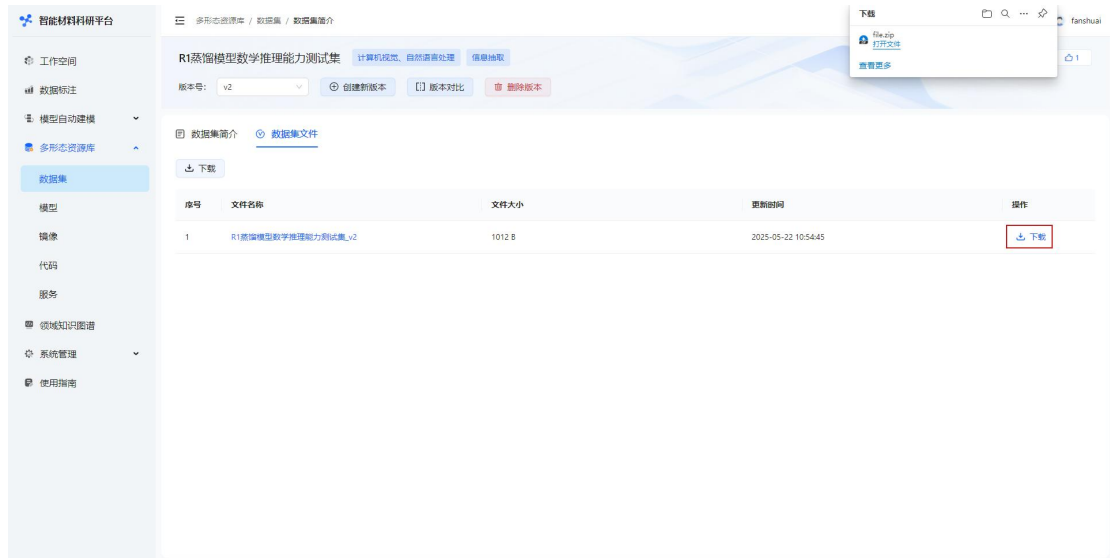 智能材料科研平台
多形态资源库 / 数据集 / 数据集简介
下载
file.zip
打开文件
查看更多
fanshuai
工作空间
数据标注
模型自动建模
多形态资源库
数据集
模型
镜像
代码
服务
领域知识图谱
系统管理
使用指南
R1蒸馏模型数学推理能力测试集 计算机视觉、自然语言处理 信息抽取
1
版本号: v2 创建新版本 版本对比 删除版本
数据集简介 数据集文件
下载
序号 文件名称 文件大小 更新时间 操作
1 R1蒸馏模型数学推理能力测试集_v2 1012 B 2025-05-22 10:54:45 下载